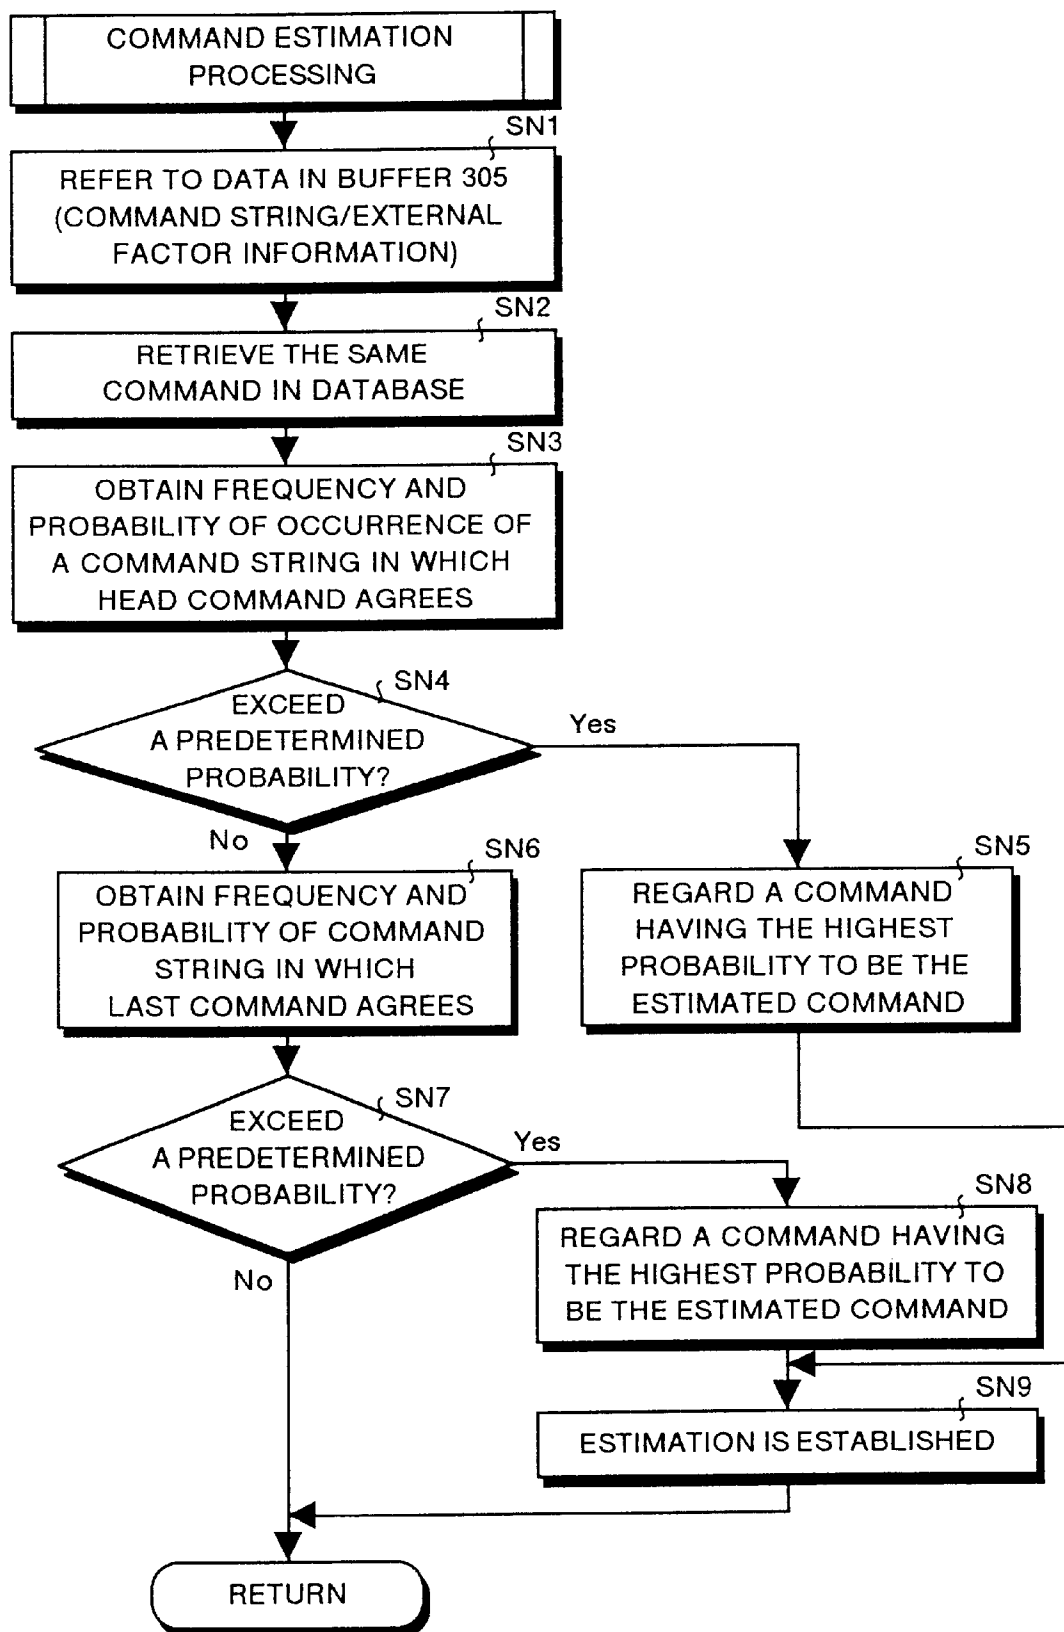 COMMAND ESTIMATION
PROCESSING
SN1
REFER TO DATA IN BUFFER 305
(COMMAND STRING/EXTERNAL
FACTOR INFORMATION)
SN2
RETRIEVE THE SAME
COMMAND IN DATABASE
SN3
OBTAIN FREQUENCY AND
PROBABILITY OF OCCURRENCE OF
A COMMAND STRING IN WHICH
HEAD COMMAND AGREES
SN4
EXCEED
A PREDETERMINED
PROBABILITY?
Yes
No
SN5
REGARD A COMMAND
HAVING THE HIGHEST
PROBABILITY TO BE THE
ESTIMATED COMMAND
SN6
OBTAIN FREQUENCY AND
PROBABILITY OF COMMAND
STRING IN WHICH
LAST COMMAND AGREES
SN7
EXCEED
A PREDETERMINED
PROBABILITY?
Yes
No
SN8
REGARD A COMMAND HAVING
THE HIGHEST PROBABILITY TO
BE THE ESTIMATED COMMAND
SN9
ESTIMATION IS ESTABLISHED
RETURN